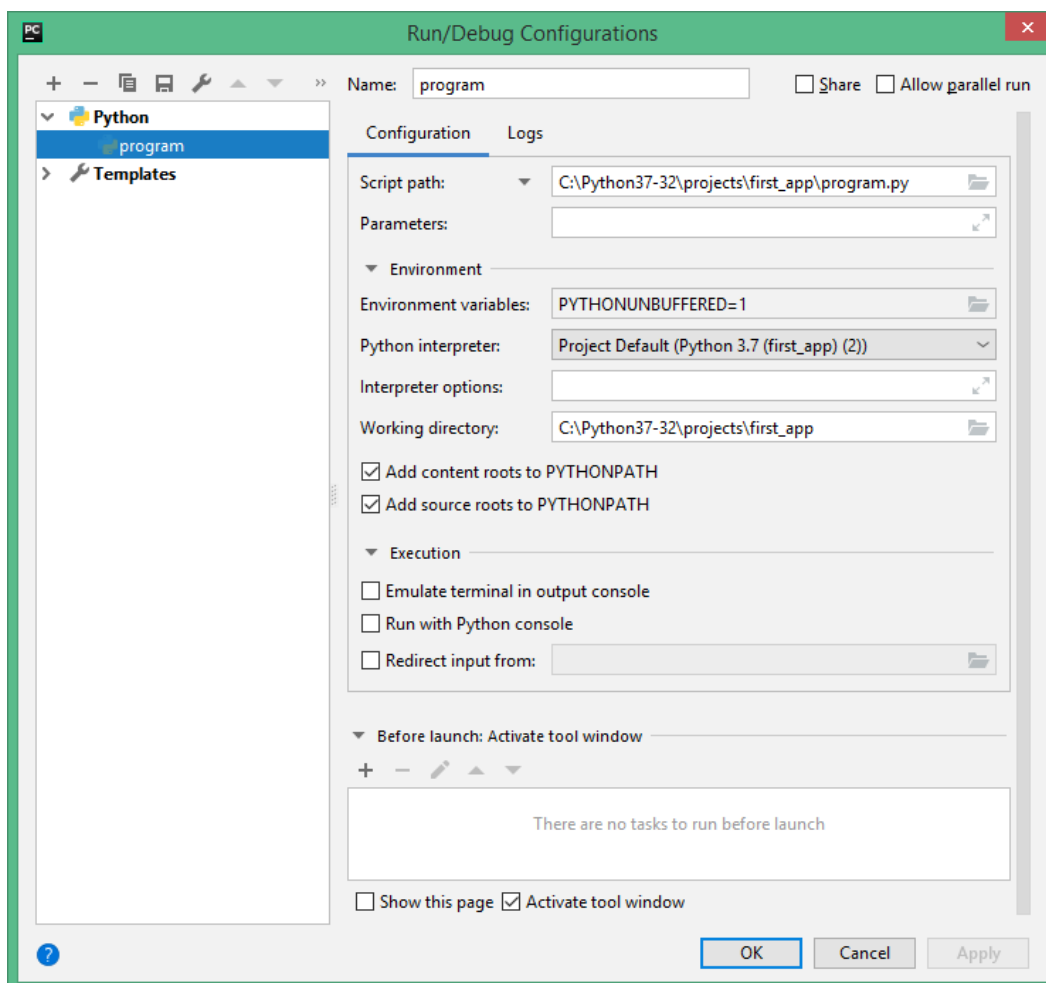 PC
Run/Debug Configurations
Name: program Share Allow parallel run
Python
program
Templates
Configuration Logs
Script path: C:\Python37-32\projects\first_app\program.py
Parameters:
Environment
Environment variables: PYTHONUNBUFFERED=1
Python interpreter: Project Default (Python 3.7 (first_app) (2))
Interpreter options:
Working directory: C:\Python37-32\projects\first_app
Add content roots to PYTHONPATH
Add source roots to PYTHONPATH
Execution
Emulate terminal in output console
Run with Python console
Redirect input from:
Before launch: Activate tool window
There are no tasks to run before launch
Show this page Activate tool window
? OK Cancel Apply